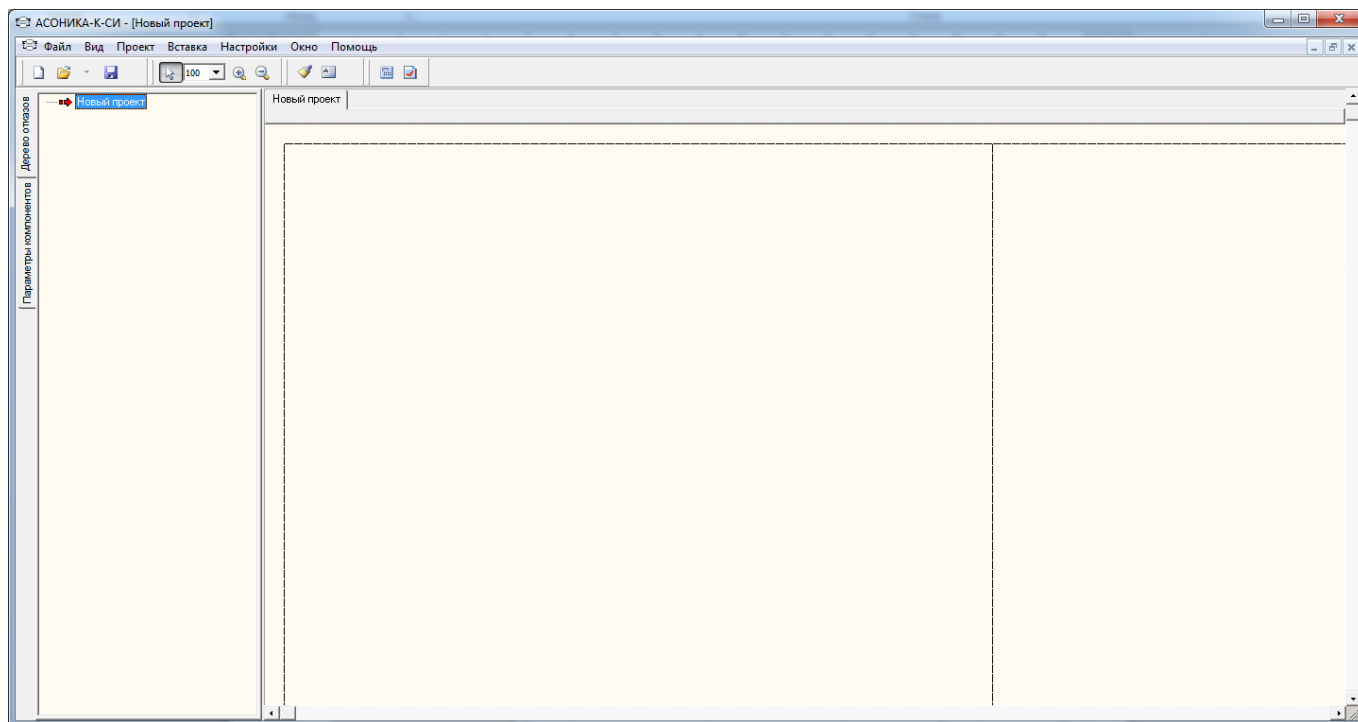 АСОНИКА-К-СИ - [Новый проект]
Файл Вид Проект Вставка Настройки Окно Помощь
100
Дерево отказов
Параметры компонентов
Новый проект
Новый проект